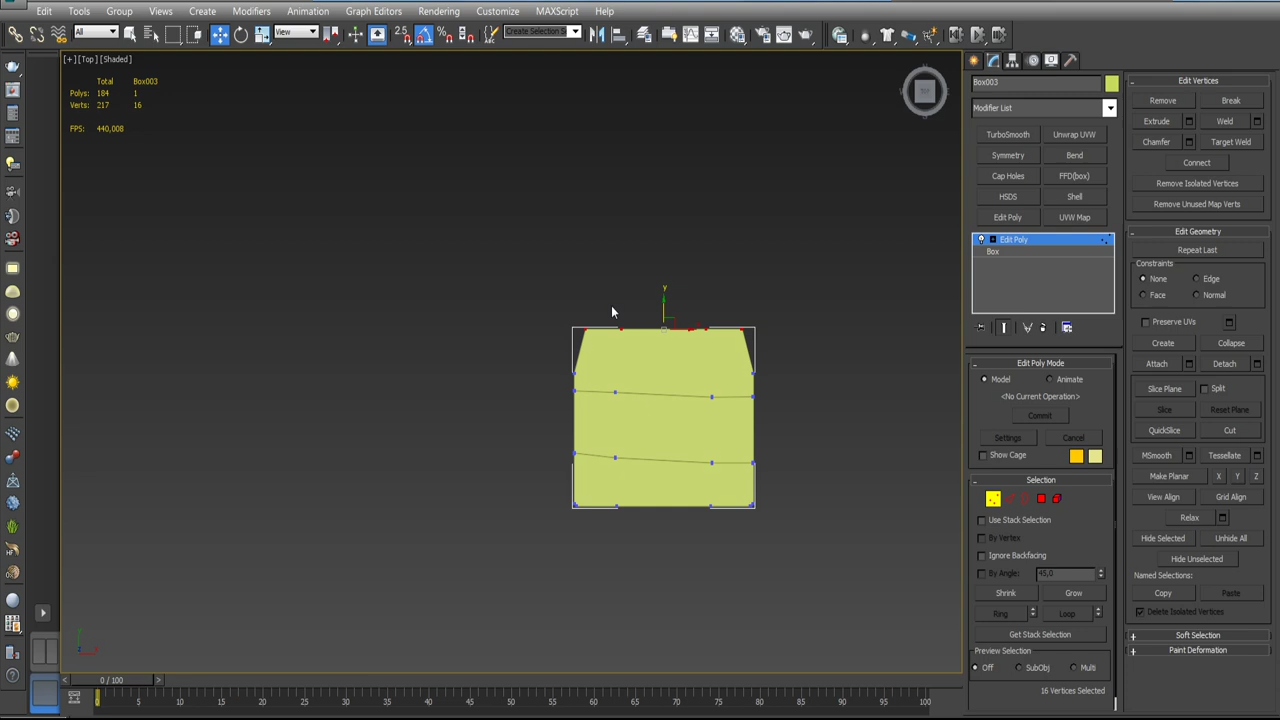 Edit Tools Group Views Create Modifiers Animation Graph Editors Rendering Customize MAXScript Help
All View 2.5 Create Selection S
[+] [Top] [Shaded]
Total Box003
Polys: 184 1
Verts: 217 16
FPS: 440,008
TOP
y
Box003
Modifier List
TurboSmooth Unwrap UVW
Symmetry Bend
Cap Holes FFD(box)
HSDS Shell
Edit Poly UVW Map
Edit Poly
Box
Edit Poly Mode
Model Animate
<No Current Operation>
Commit
Settings Cancel
Show Cage
Selection
Use Stack Selection
By Vertex
Ignore Backfacing
By Angle: 45,0
Shrink Grow
Ring Loop
Get Stack Selection
Preview Selection
Off SubObj Multi
16 Vertices Selected
Edit Vertices
Remove Break
Extrude Weld
Chamfer Target Weld
Connect
Remove Isolated Vertices
Remove Unused Map Verts
Edit Geometry
Repeat Last
Constraints
None Edge
Face Normal
Preserve UVs
Create Collapse
Attach Detach
Slice Plane Split
Slice Reset Plane
QuickSlice Cut
MSmooth Tessellate
Make Planar X Y Z
View Align Grid Align
Relax
Hide Selected Unhide All
Hide Unselected
Named Selections:
Copy Paste
Delete Isolated Vertices
Soft Selection
Paint Deformation
< 0 / 100 >
0 5 10 15 20 25 30 35 40 45 50 55 60 65 70 75 80 85 90 95 100